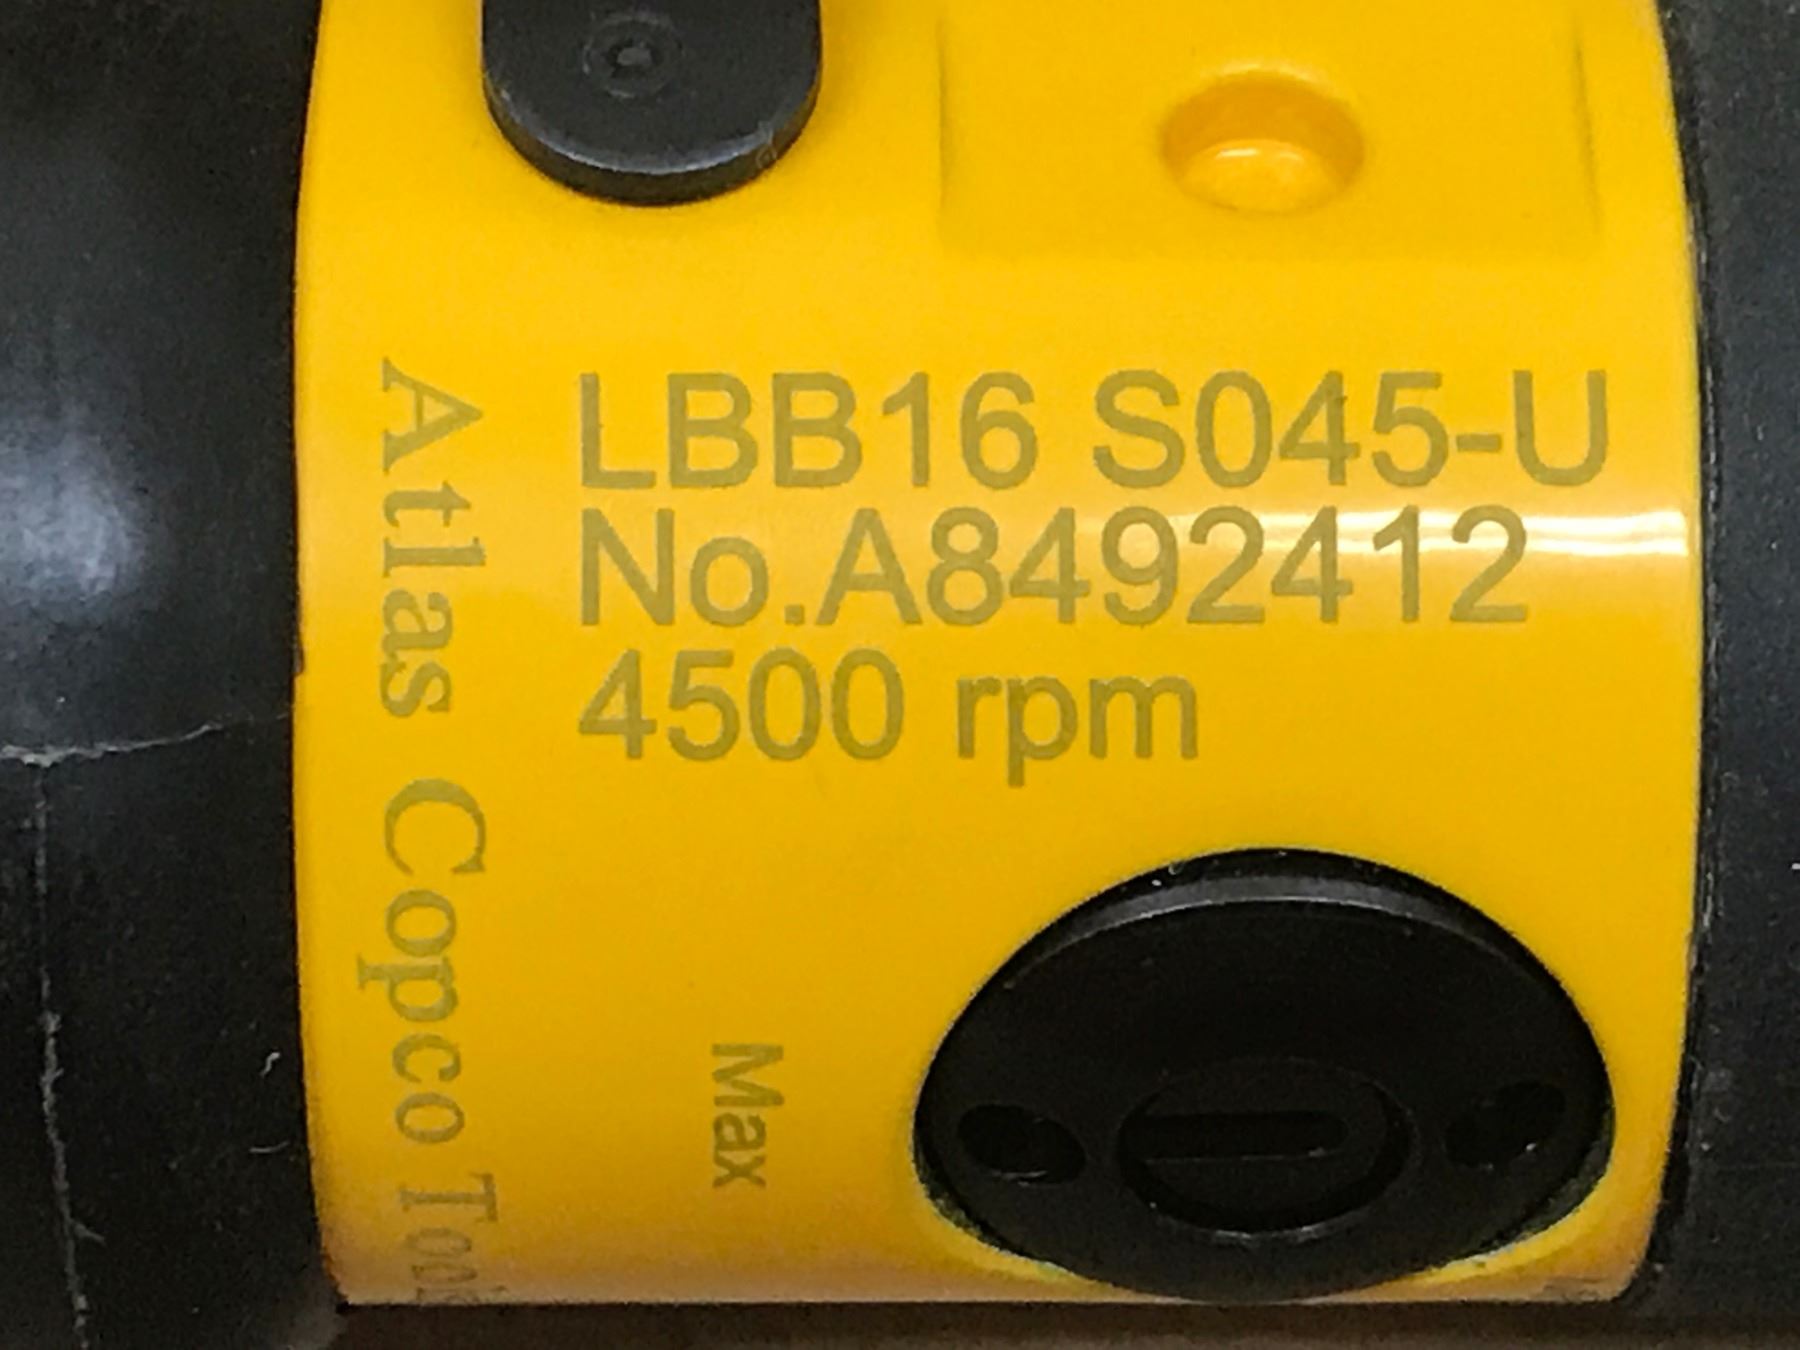 LBB16 S045-U
No.A8492412
4500 rpm
Atlas Copco
Max